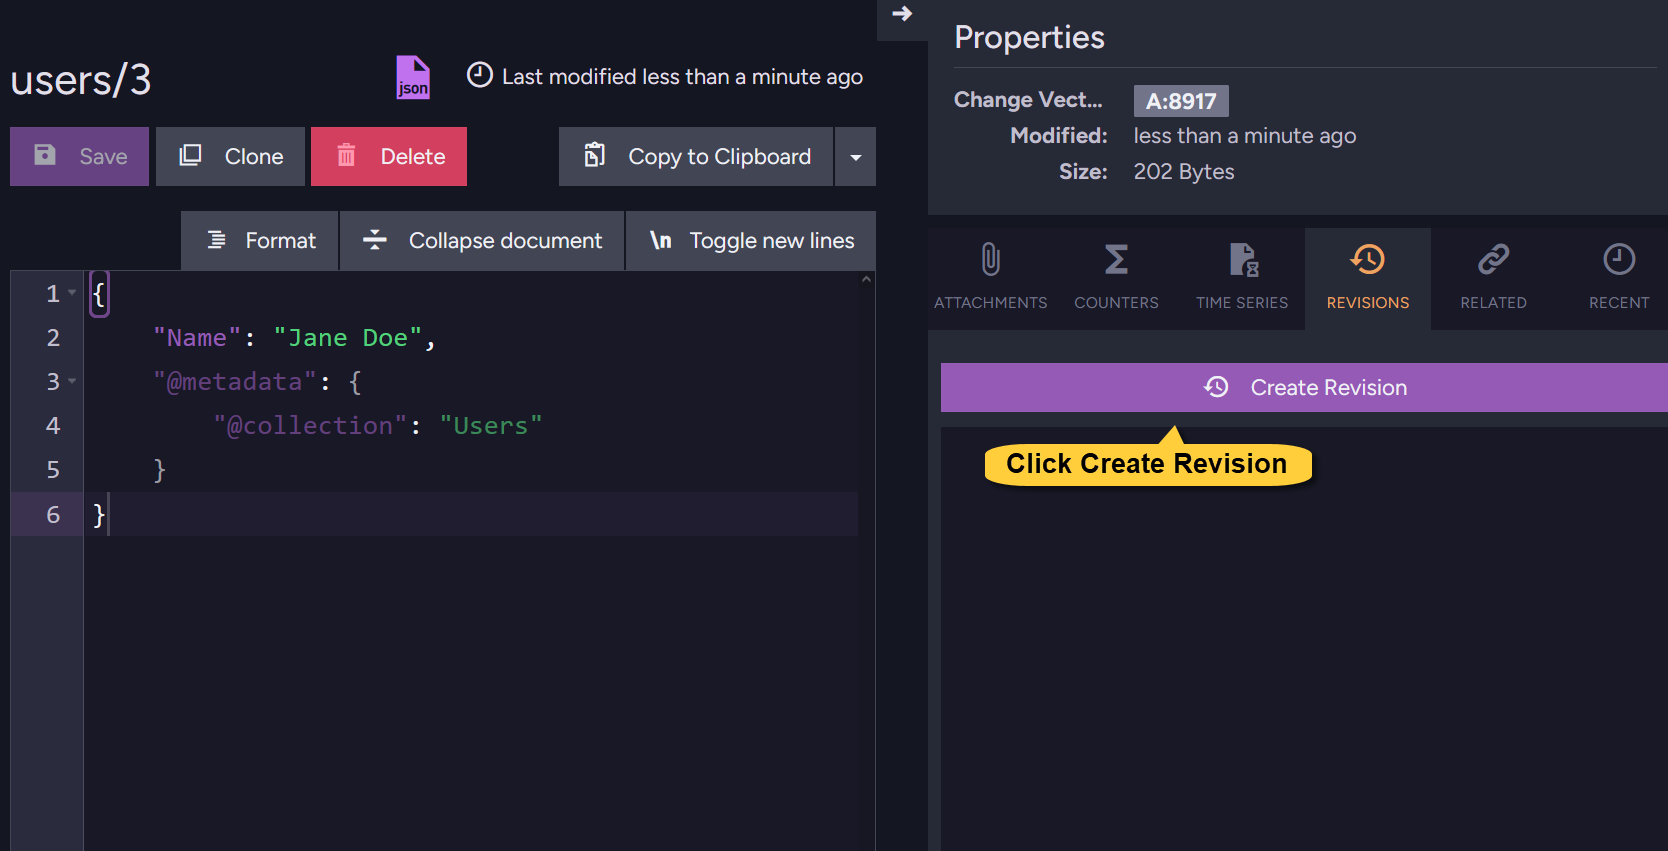 users/3
json
Last modified less than a minute ago
Save
Clone
Delete
Copy to Clipboard
Format
Collapse document
\n Toggle new lines
1 {
2 "Name": "Jane Doe",
3 "@metadata": {
4 "@collection": "Users"
5 }
6 }
Properties
Change Vect... A:8917
Modified: less than a minute ago
Size: 202 Bytes
ATTACHMENTS
COUNTERS
TIME SERIES
REVISIONS
RELATED
RECENT
Create Revision
Click Create Revision